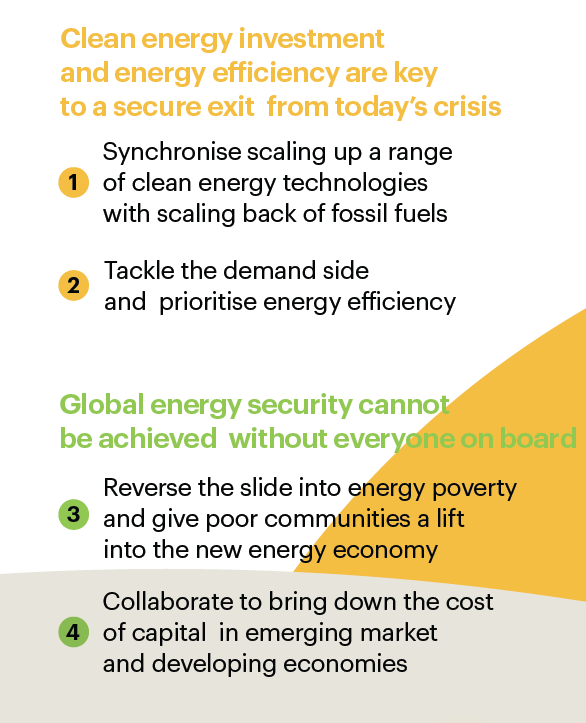 Clean energy investment
and energy efficiency are key
to a secure exit  from today's crisis
1
Synchronise scaling up a range
of clean energy technologies
with scaling back of fossil fuels
2
Tackle the demand side
and  prioritise energy efficiency
Global energy security cannot
be achieved  without everyone on board
3
Reverse the slide into energy poverty
and give poor communities a lift
into the new energy economy
4
Collaborate to bring down the cost
of capital  in emerging market
and developing economies